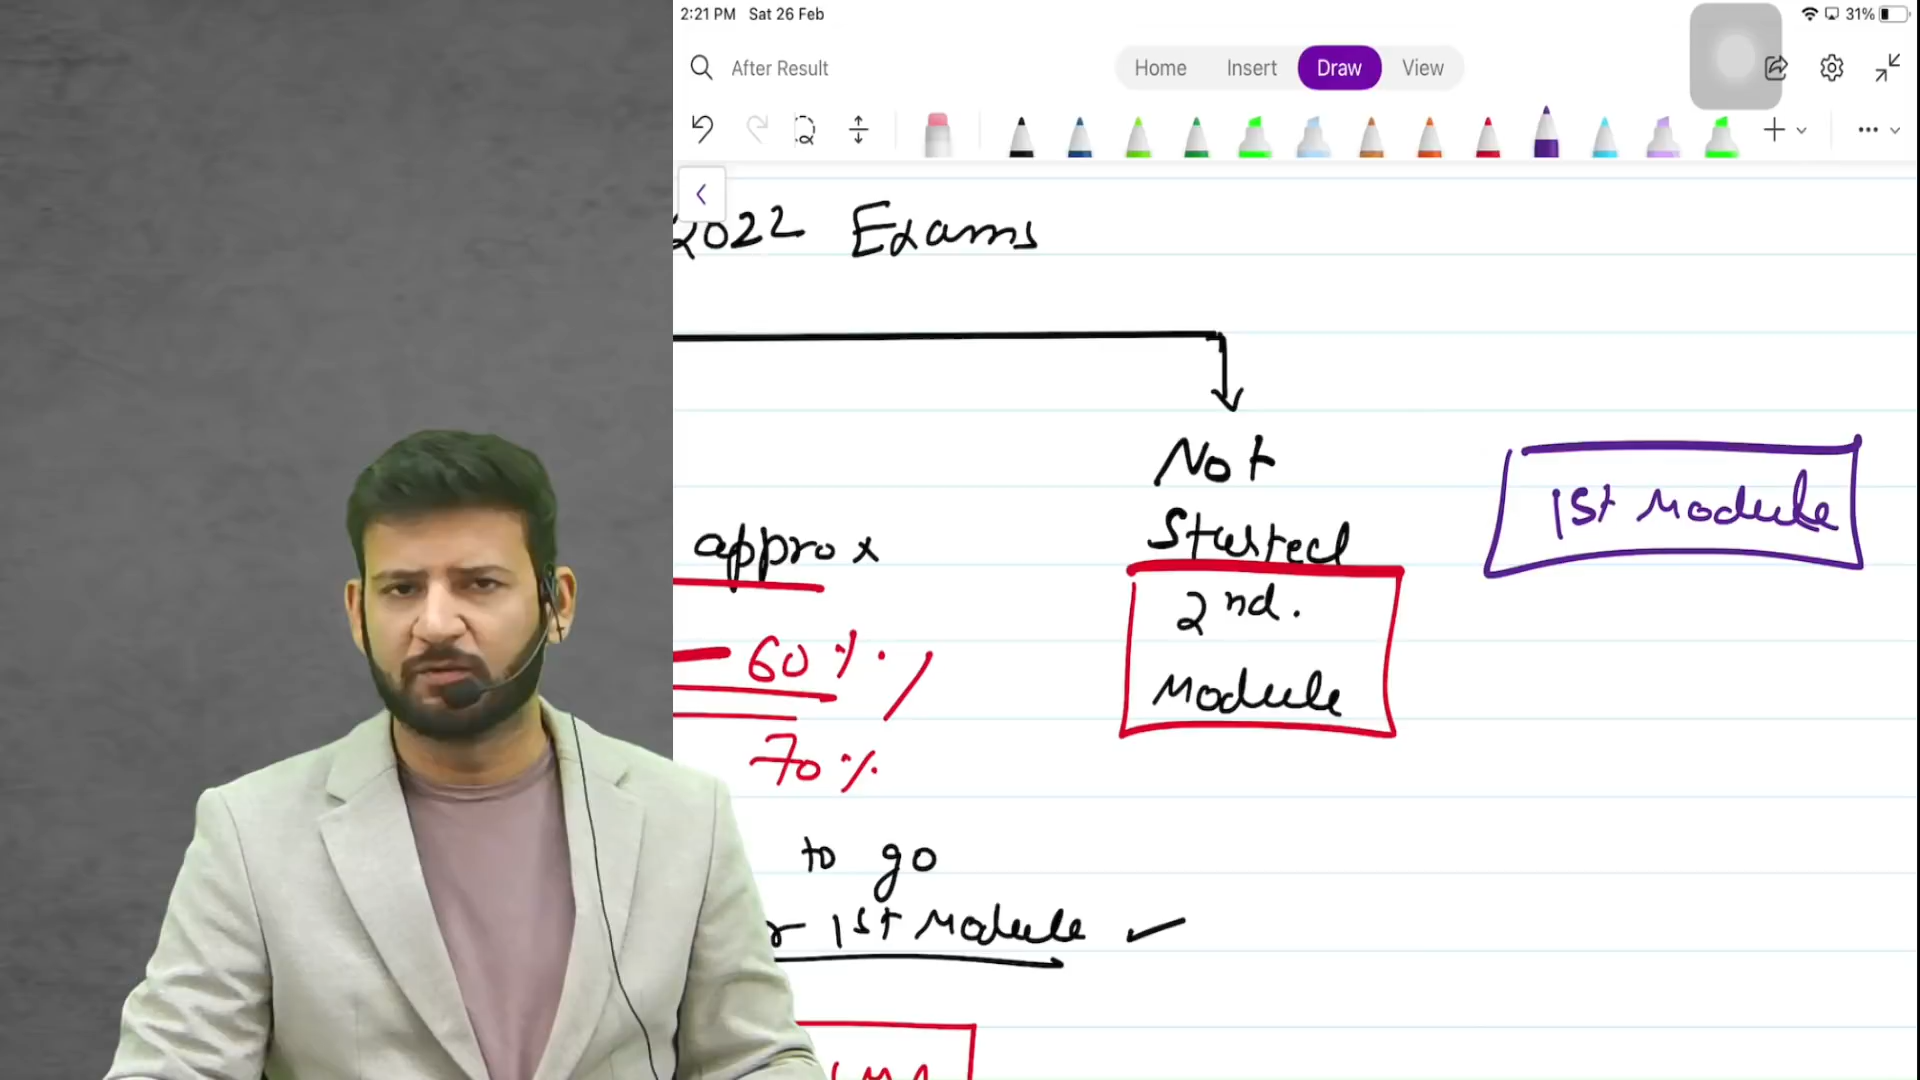 2:21 PM Sat 26 Feb
31%
After Result
Home Insert Draw View
2022 Exams
Not
Started
1st Module
approx
2nd.
Module
60%
70%
to go
1st Module